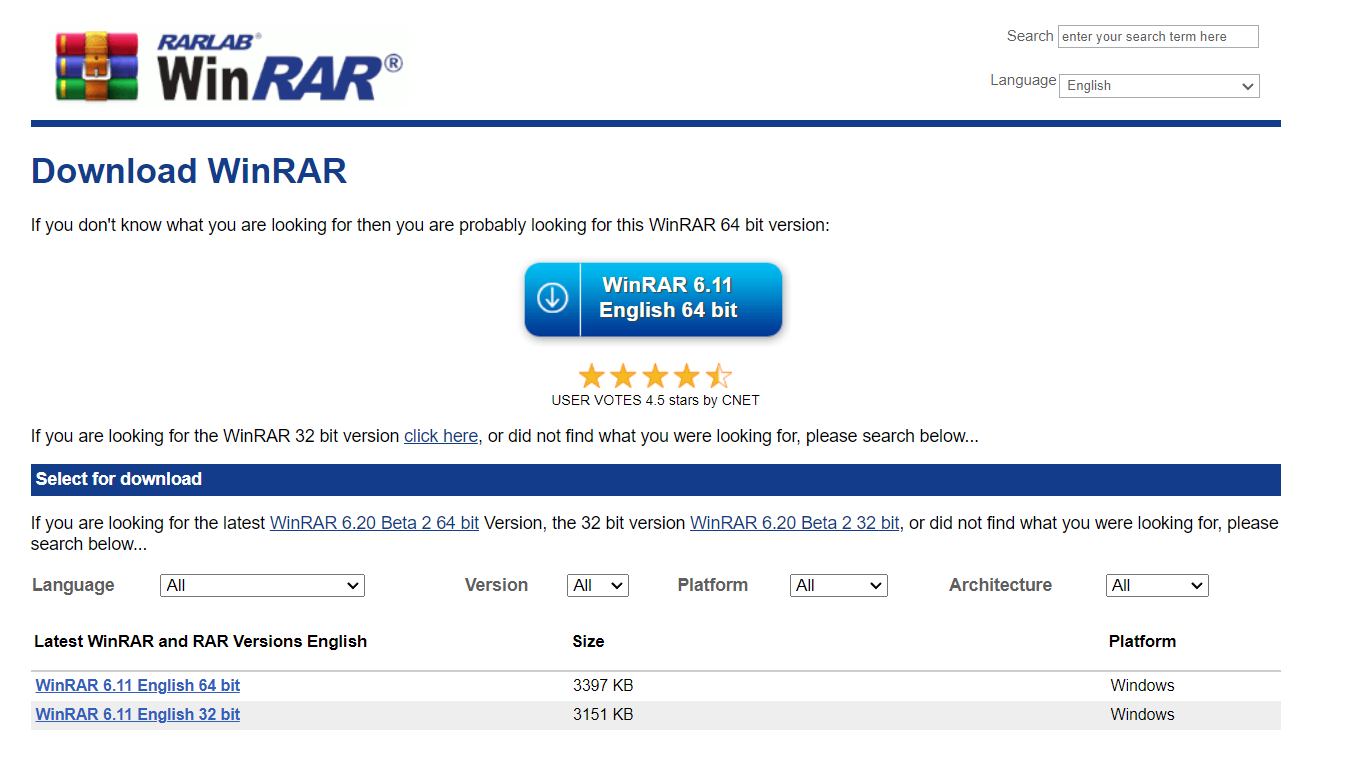 RARLAB®
WinRAR®
Search enter your search term here
Language English
Download WinRAR
If you don't know what you are looking for then you are probably looking for this WinRAR 64 bit version:
WinRAR 6.11
English 64 bit
USER VOTES 4.5 stars by CNET
If you are looking for the WinRAR 32 bit version click here, or did not find what you were looking for, please search below...
Select for download
If you are looking for the latest WinRAR 6.20 Beta 2 64 bit Version, the 32 bit version WinRAR 6.20 Beta 2 32 bit, or did not find what you were looking for, please
search below...
Language All Version All Platform All Architecture All
Latest WinRAR and RAR Versions English Size Platform
WinRAR 6.11 English 64 bit 3397 KB Windows
WinRAR 6.11 English 32 bit 3151 KB Windows